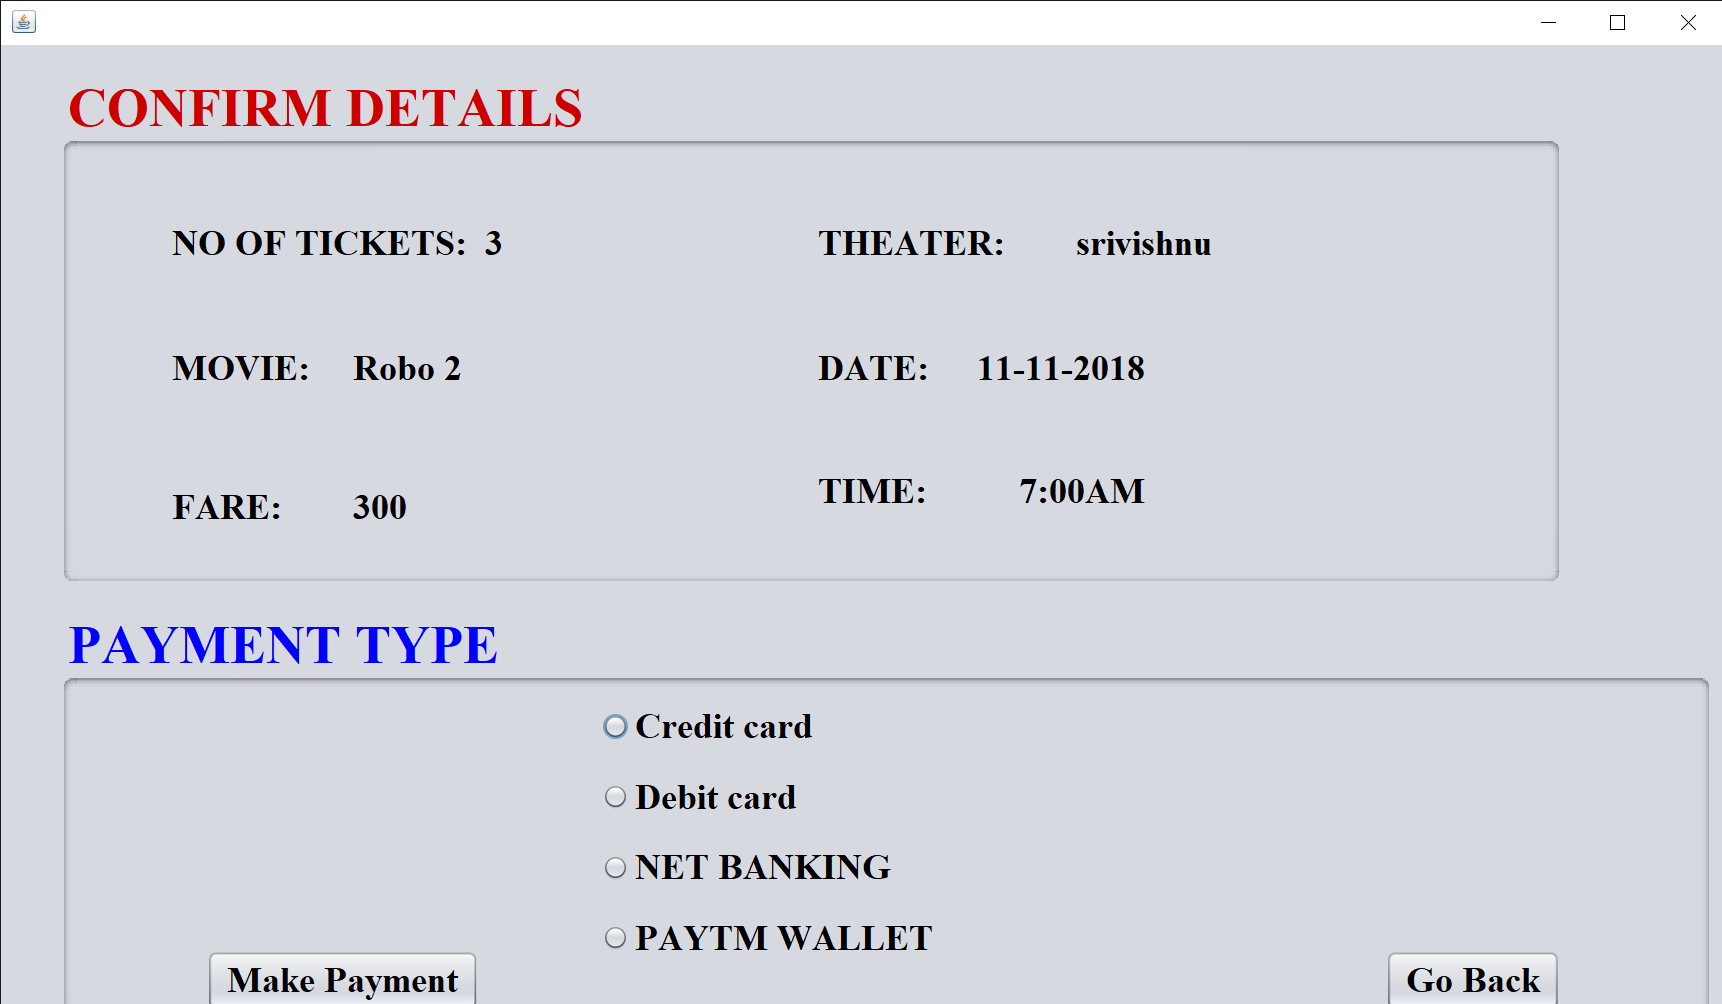 CONFIRM DETAILS
NO OF TICKETS: 3
THEATER: srivishnu
MOVIE: Robo 2
DATE: 11-11-2018
FARE: 300
TIME: 7:00AM
PAYMENT TYPE
Credit card
Debit card
NET BANKING
PAYTM WALLET
Make Payment
Go Back